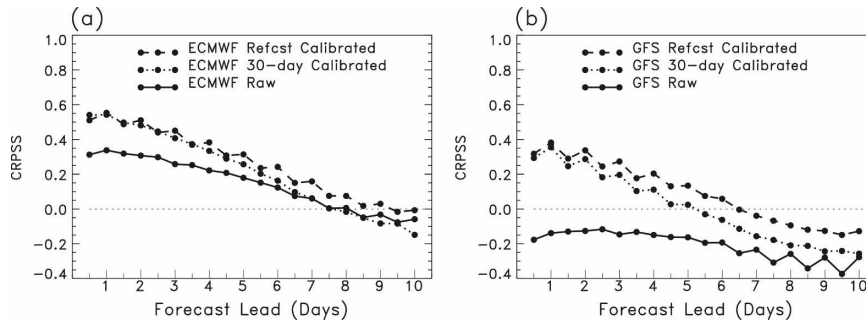 (a)
ECMWF Refcst Calibrated
ECMWF 30-day Calibrated
ECMWF Raw
CRPSS
1.0
0.8
0.6
0.4
0.2
0.0
-0.2
-0.4
1 2 3 4 5 6 7 8 9 10
Forecast Lead (Days)
(b)
GFS Refcst Calibrated
GFS 30-day Calibrated
GFS Raw
CRPSS
1.0
0.8
0.6
0.4
0.2
0.0
-0.2
-0.4
1 2 3 4 5 6 7 8 9 10
Forecast Lead (Days)